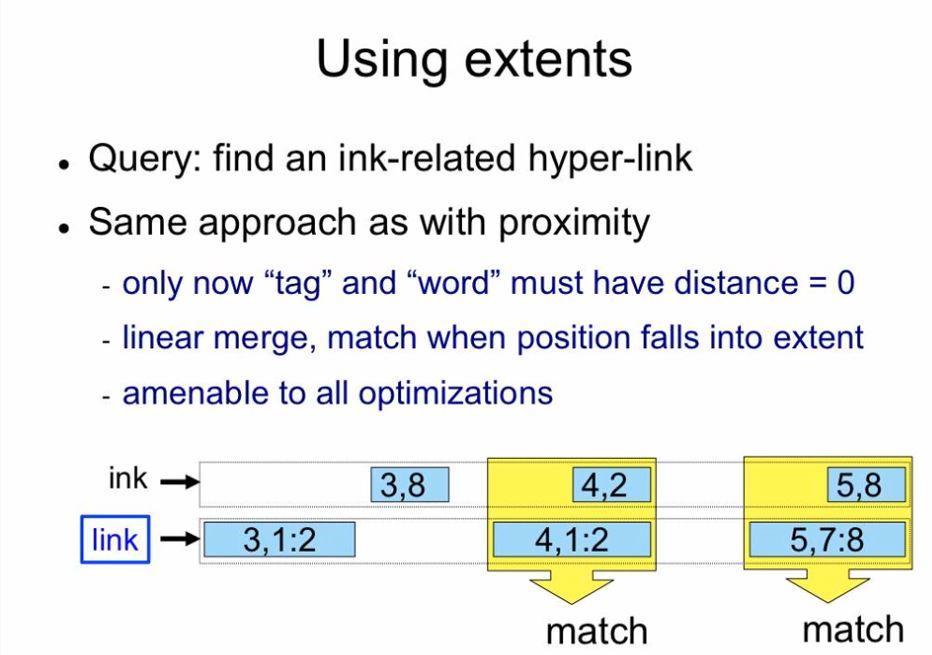 Using extents
• Query: find an ink-related hyper-link
• Same approach as with proximity
- only now “tag” and “word” must have distance = 0
- linear merge, match when position falls into extent
- amenable to all optimizations
ink 3,8 4,2 5,8
link 3,1:2 4,1:2 5,7:8
match match